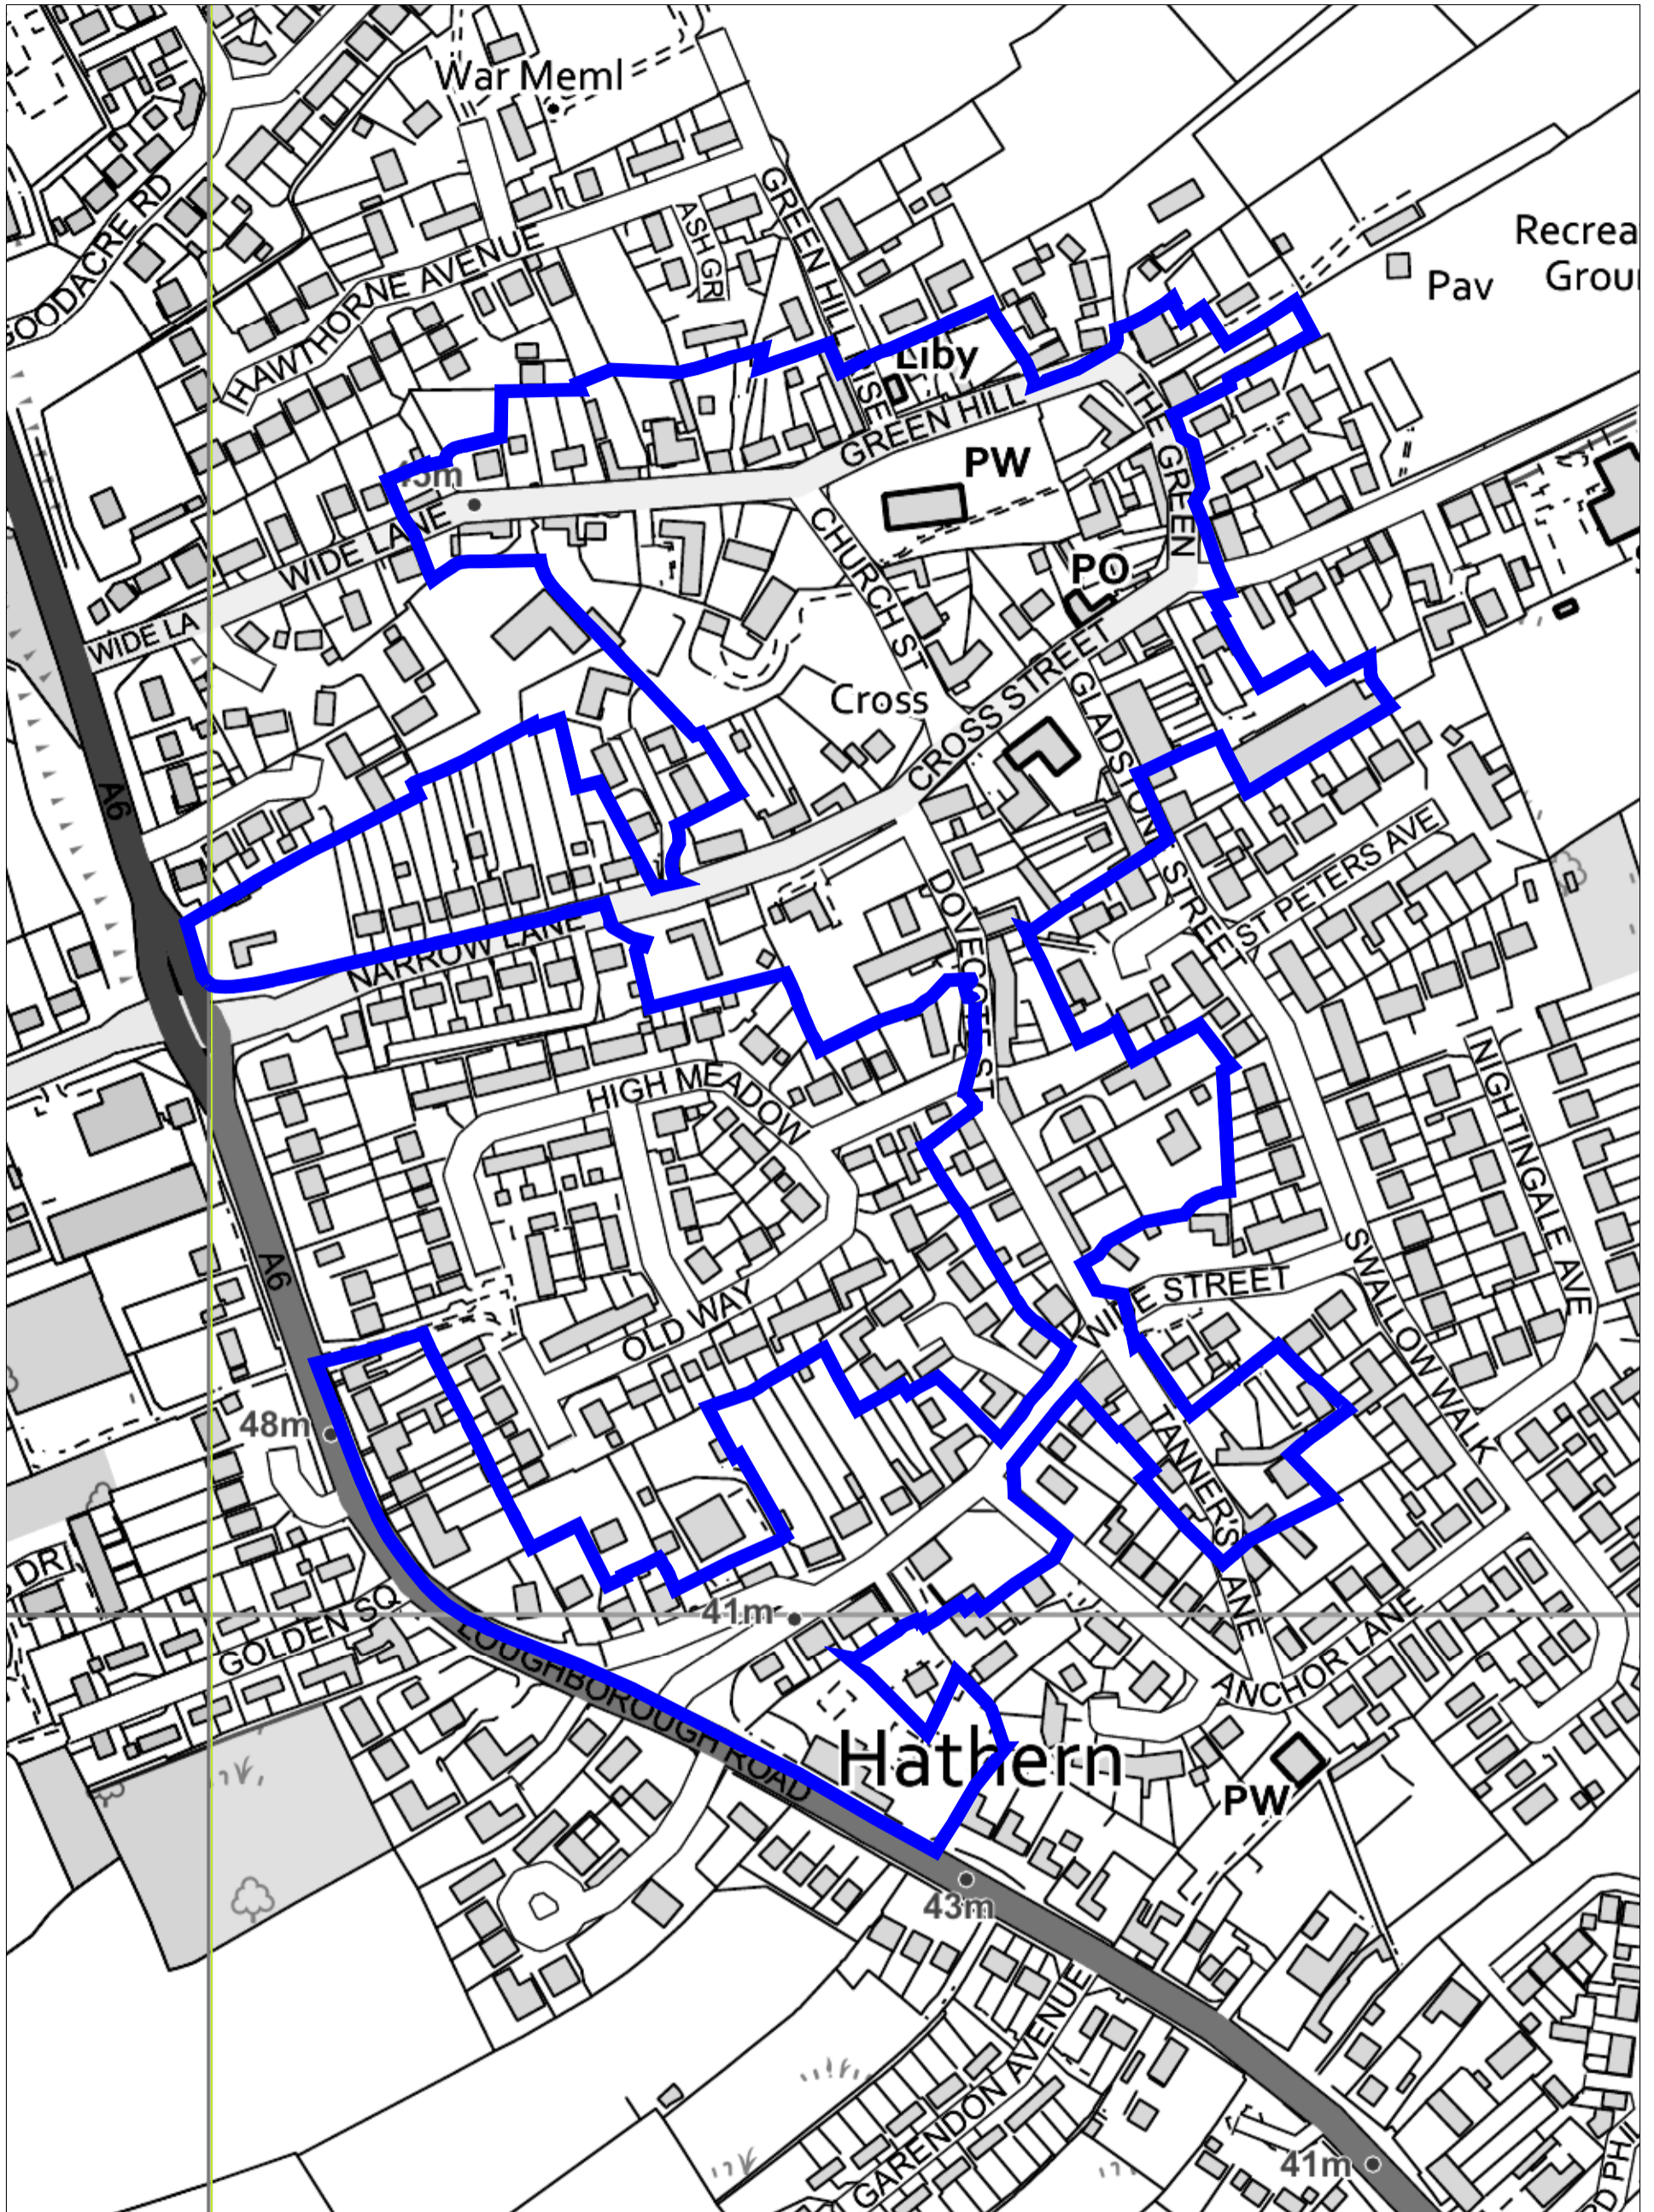 War Meml
GOODACRE RD
HAWTHORNE AVENUE
ASH GR
GREEN HILL RISE
Recrea
Grou
Pav
Liby
GREEN HILL
THE GREEN
PW
WIDE LANE
WIDE LA
CHURCH ST
PO
Cross
CROSS STREET
GLADSTONE STREET
A6
ST PETERS AVE
DOVECOTE ST
NARROW LANE
HIGH MEADOW
NIGHTINGALE AVE
A6
OLD WAY
NINE STREET
SWALLOW WALK
48m
TANNER'S LANE
DR
GOLDEN SQ
41m
LOUGHBOROUGH ROAD
ANCHOR LANE
Hathern
PW
43m
GARENDON AVENUE
41m